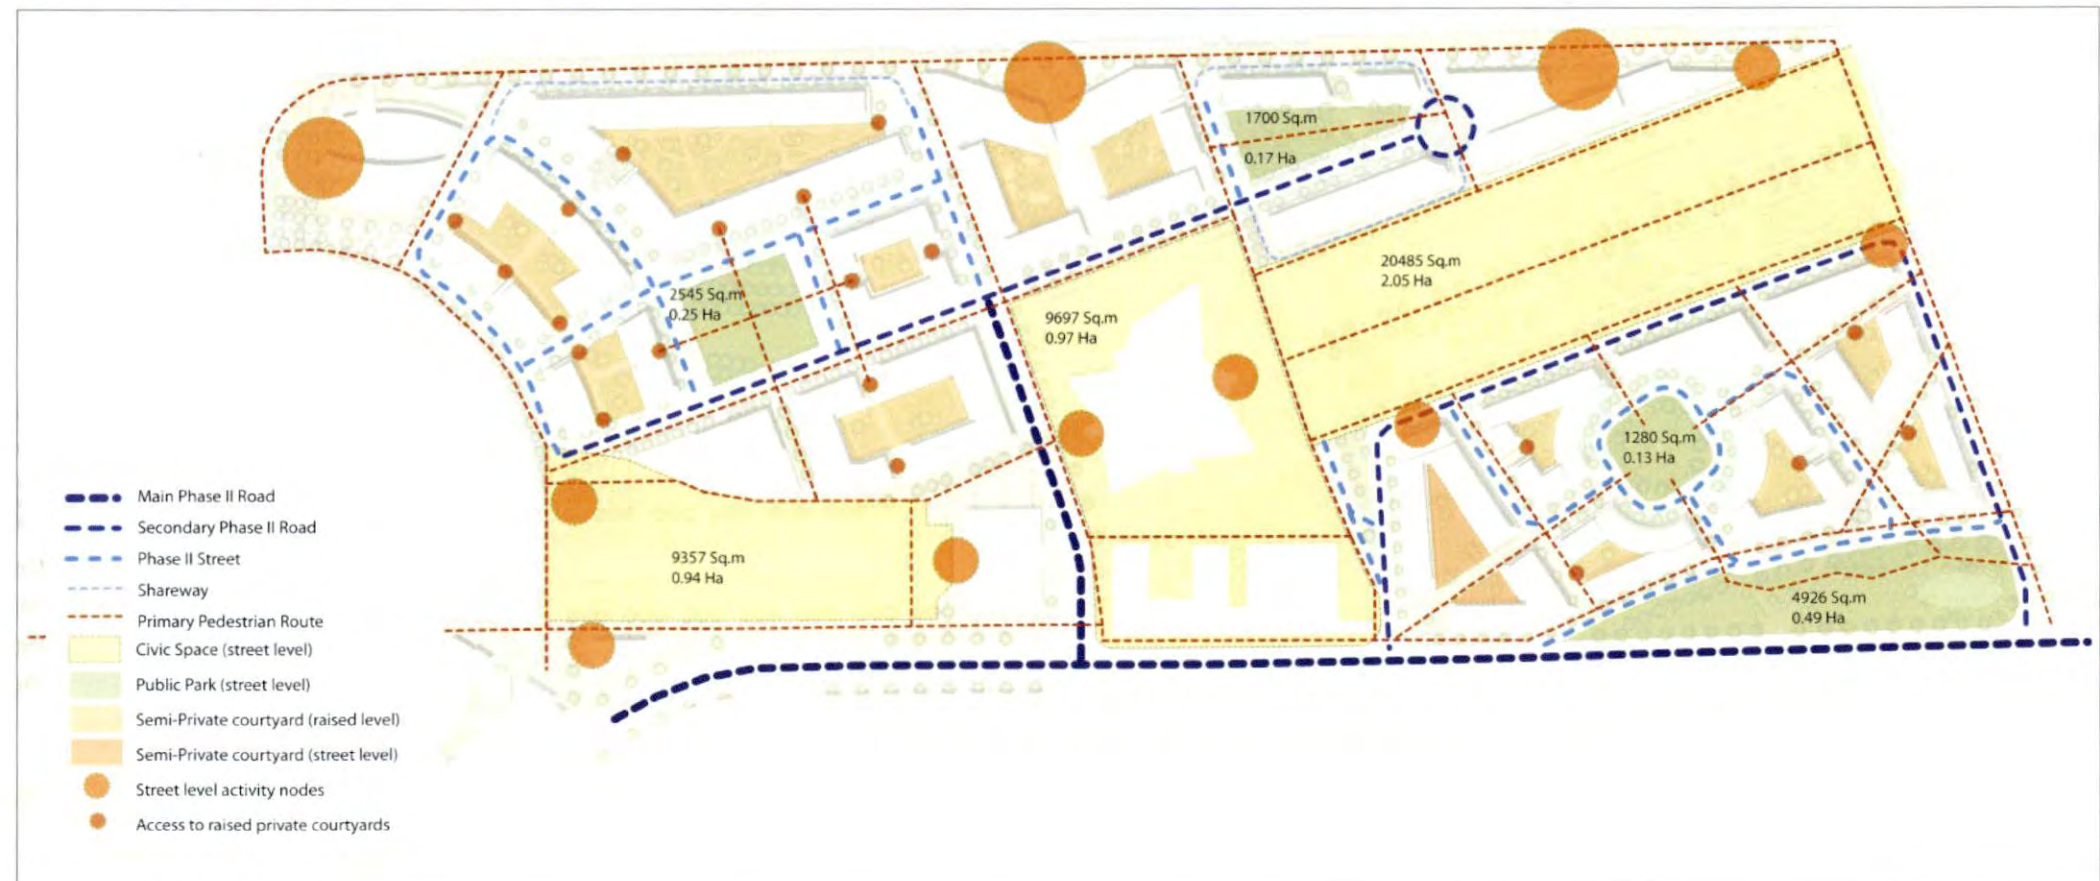 1700 Sq.m
0.17 Ha
20485 Sq.m
2.05 Ha
2545 Sq.m
0.25 Ha
9697 Sq.m
0.97 Ha
1280 Sq.m
0.13 Ha
9357 Sq.m
0.94 Ha
4926 Sq.m
0.49 Ha
Main Phase II Road
Secondary Phase II Road
Phase II Street
Shareway
Primary Pedestrian Route
Civic Space (street level)
Public Park (street level)
Semi-Private courtyard (raised level)
Semi-Private courtyard (street level)
Street level activity nodes
Access to raised private courtyards